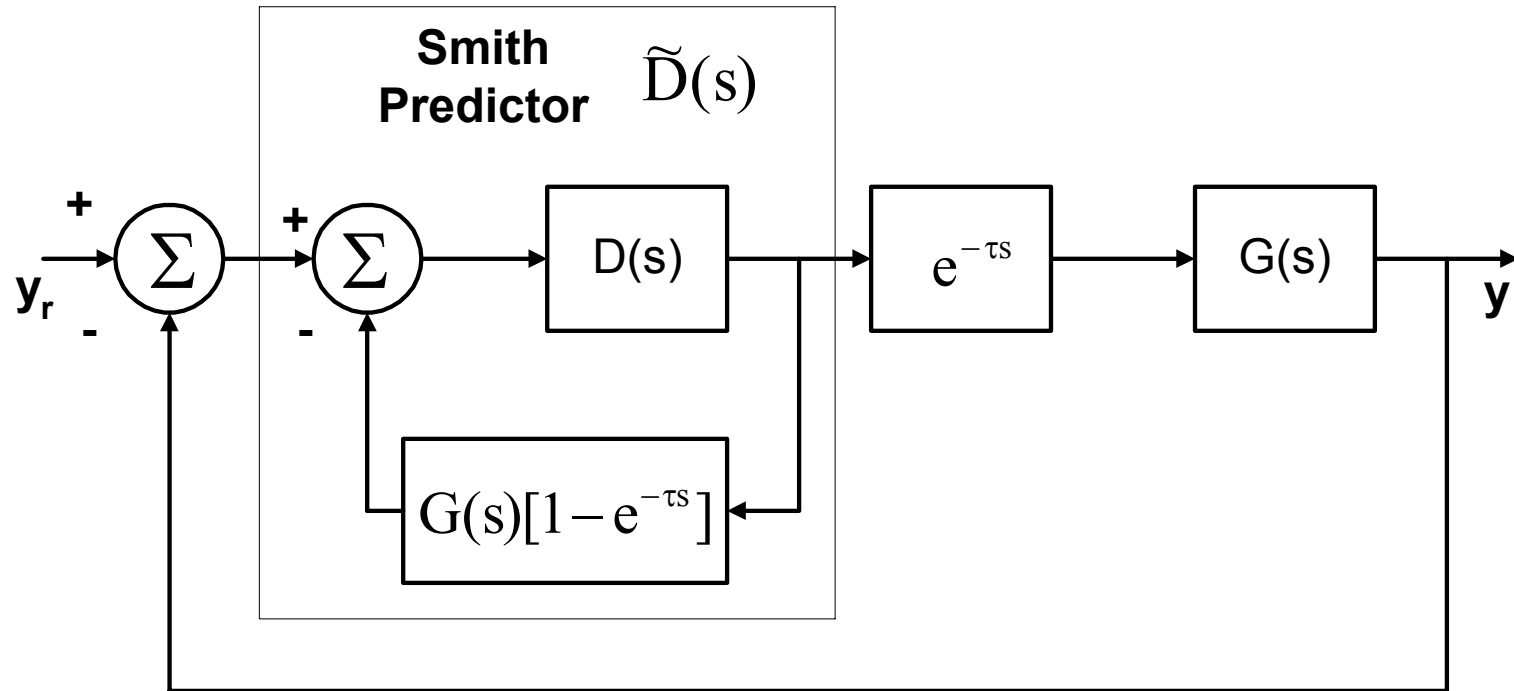 Smith
Predictor
D̃(s)
+
+
Σ
Σ
D(s)
e^{-τs}
G(s)
y_r
-
-
y
G(s)[1-e^{-τs}]